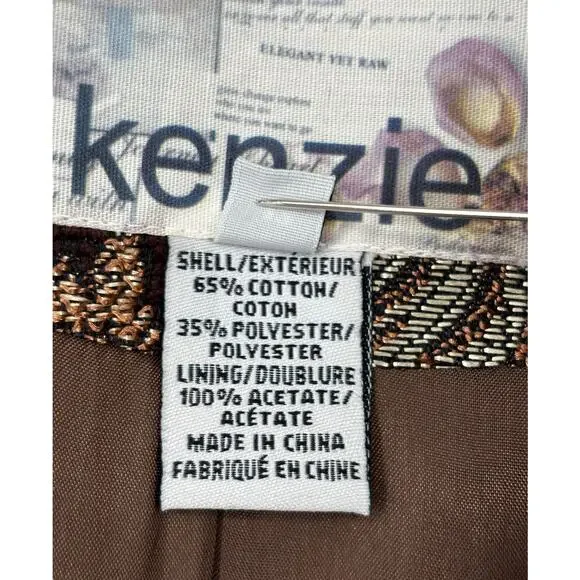 ELEGANT YET RAW
kenzie
SHELL/EXTÉRIEUR
65% COTTON/
COTON
35% POLYESTER/
POLYESTER
LINING/DOUBLURE
100% ACETATE/
ACÉTATE
MADE IN CHINA
FABRIQUÉ EN CHINE